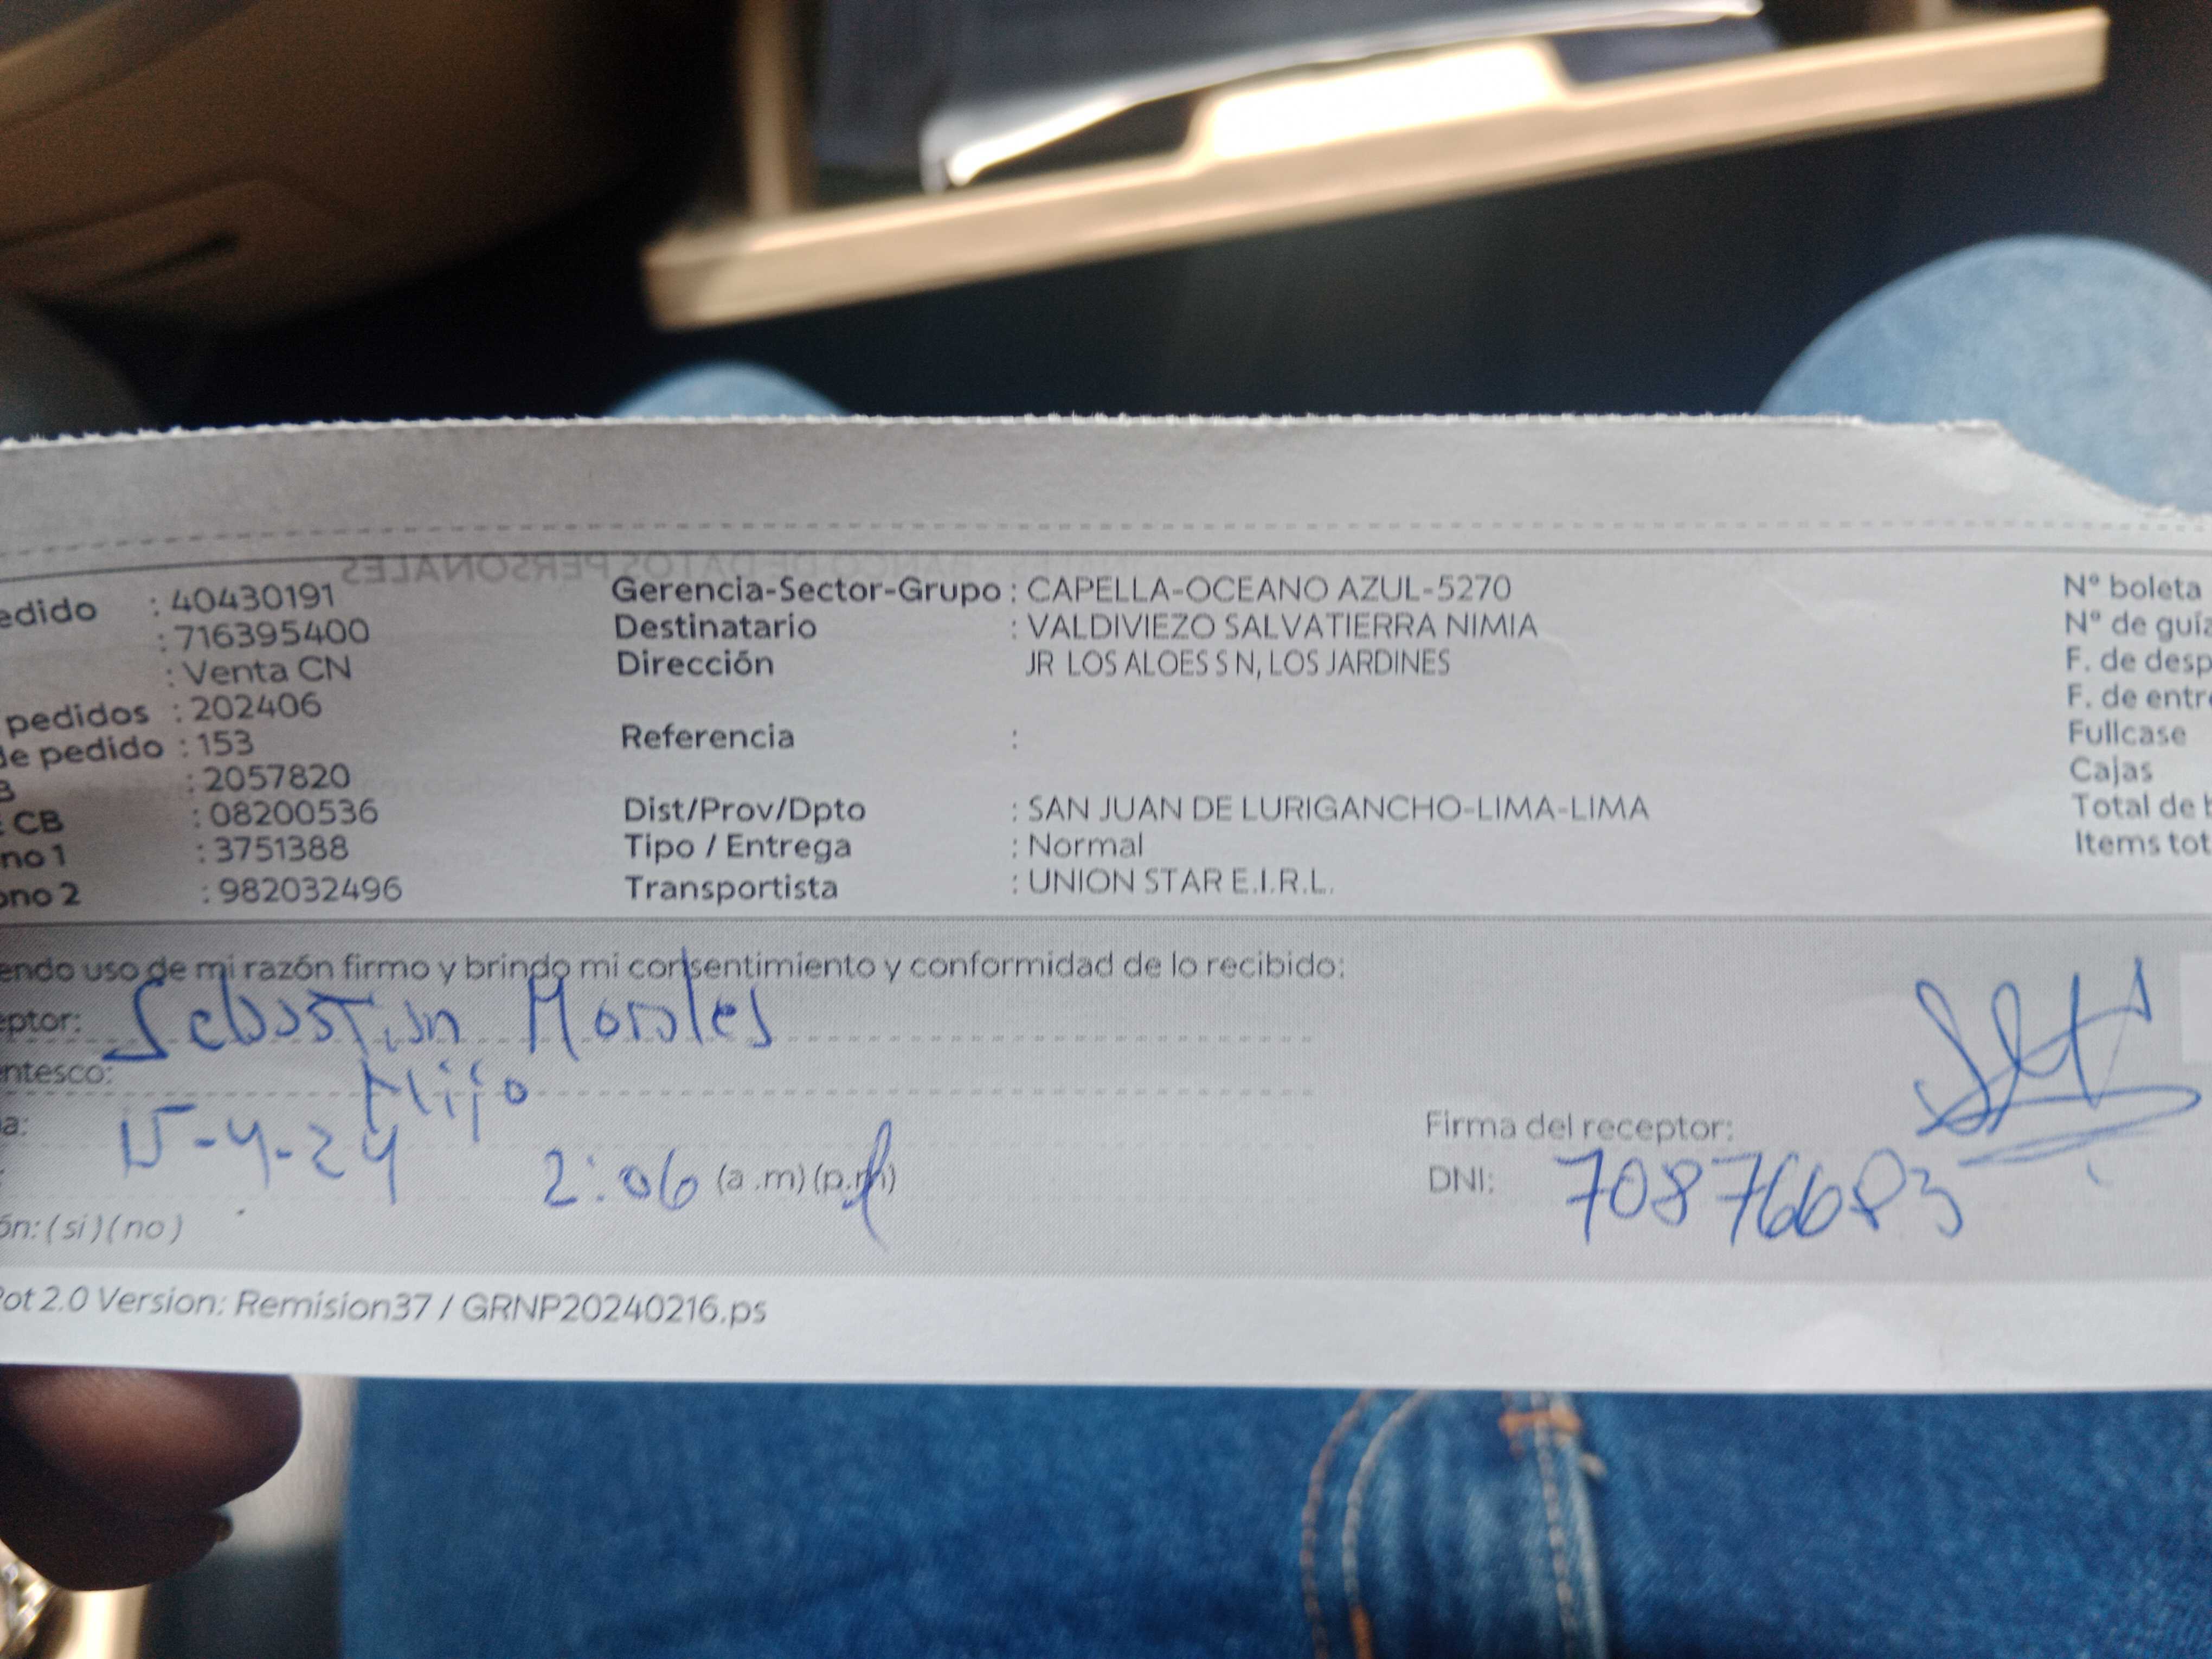 edido : 40430191 Gerencia-Sector-Grupo : CAPELLA-OCEANO AZUL-5270 N° boleta
: 716395400 Destinatario : VALDIVIEZO SALVATIERRA NIMIA N° de guía
: Venta CN Dirección JR LOS ALOES S N, LOS JARDINES F. de desp
pedidos : 202406 F. de entre
de pedido : 153 Referencia : Fullcase
B : 2057820 Cajas
CB : 08200536 Dist/Prov/Dpto : SAN JUAN DE LURIGANCHO-LIMA-LIMA Total de b
no 1 : 3751388 Tipo / Entrega : Normal Items tot
ono 2 : 982032496 Transportista : UNION STAR E.I.R.L.
endo uso de mi razón firmo y brindo mi consentimiento y conformidad de lo recibido:
eptor: Sebastian Morales
entesco: Hijo
a: 15-4-24 Firma del receptor:
: 2:06 (a .m) (p.m) DNI: 70876683
ón: (si) (no)
Pot 2.0 Version: Remision37 / GRNP20240216.ps